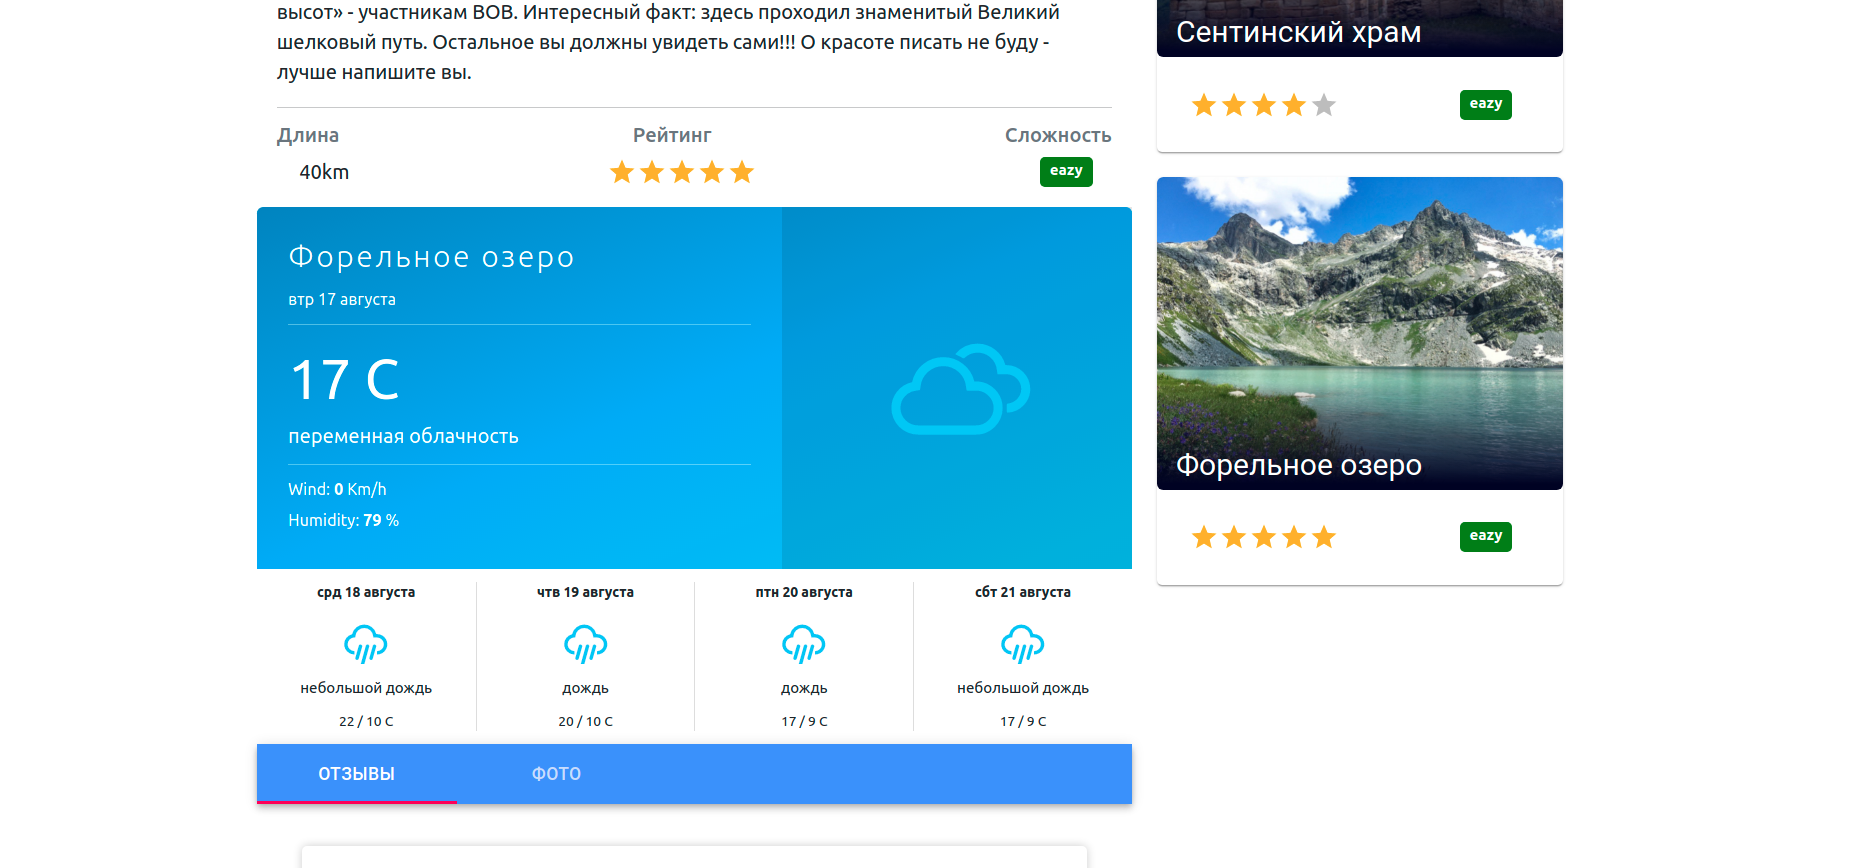 высот» - участникам ВОВ. Интересный факт: здесь проходил знаменитый Великий
шелковый путь. Остальное вы должны увидеть сами!!! О красоте писать не буду -
лучше напишите вы.
Длина Рейтинг Сложность
40km eazy
Форельное озеро
втр 17 августа
17 C
переменная облачность
Wind: 0 Km/h
Humidity: 79 %
срд 18 августа
небольшой дождь
22 / 10 C
чтв 19 августа
дождь
20 / 10 C
птн 20 августа
дождь
17 / 9 C
сбт 21 августа
небольшой дождь
17 / 9 C
ОТЗЫВЫ ФОТО
Сентинский храм
eazy
Форельное озеро
eazy